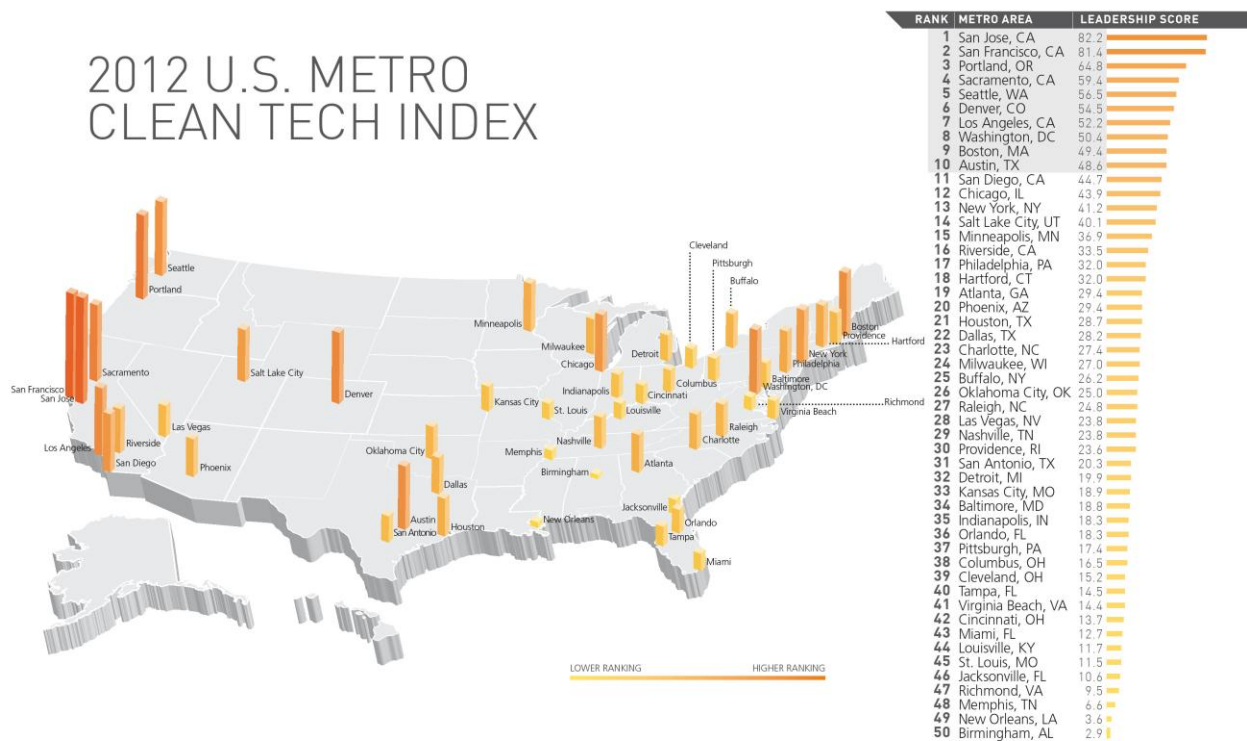 2012 U.S. METRO
CLEAN TECH INDEX
RANK METRO AREA LEADERSHIP SCORE
1 San Jose, CA 82.2
2 San Francisco, CA 81.4
3 Portland, OR 64.8
4 Sacramento, CA 59.4
5 Seattle, WA 56.5
6 Denver, CO 54.5
7 Los Angeles, CA 52.2
8 Washington, DC 50.4
9 Boston, MA 49.4
10 Austin, TX 48.6
11 San Diego, CA 44.7
12 Chicago, IL 43.9
13 New York, NY 41.2
14 Salt Lake City, UT 40.1
15 Minneapolis, MN 36.9
16 Riverside, CA 33.5
17 Philadelphia, PA 32.0
18 Hartford, CT 32.0
19 Atlanta, GA 29.4
20 Phoenix, AZ 29.4
21 Houston, TX 28.7
22 Dallas, TX 28.2
23 Charlotte, NC 27.4
24 Milwaukee, WI 27.0
25 Buffalo, NY 26.2
26 Oklahoma City, OK 25.0
27 Raleigh, NC 24.8
28 Las Vegas, NV 23.8
29 Nashville, TN 23.8
30 Providence, RI 23.6
31 San Antonio, TX 20.3
32 Detroit, MI 19.9
33 Kansas City, MO 18.9
34 Baltimore, MD 18.8
35 Indianapolis, IN 18.3
36 Orlando, FL 18.3
37 Pittsburgh, PA 17.4
38 Columbus, OH 16.5
39 Cleveland, OH 15.2
40 Tampa, FL 14.5
41 Virginia Beach, VA 14.4
42 Cincinnati, OH 13.7
43 Miami, FL 12.7
44 Louisville, KY 11.7
45 St. Louis, MO 11.5
46 Jacksonville, FL 10.6
47 Richmond, VA 9.5
48 Memphis, TN 6.6
49 New Orleans, LA 3.6
50 Birmingham, AL 2.9
Cleveland
Pittsburgh
Buffalo
Seattle
Portland
Minneapolis
Boston
Providence
Hartford
Milwaukee
Detroit
New York
Chicago
Philadelphia
Sacramento
Salt Lake City
Baltimore
Columbus
Washington, DC
San Francisco
Indianapolis
Denver
Cincinnati
San Jose
Kansas City
Richmond
St. Louis
Louisville
Virginia Beach
Las Vegas
Raleigh
Riverside
Nashville
Charlotte
Los Angeles
Oklahoma City
Memphis
San Diego
Phoenix
Atlanta
Birmingham
Dallas
Jacksonville
Austin
New Orleans
Orlando
San Antonio
Houston
Tampa
Miami
LOWER RANKING HIGHER RANKING